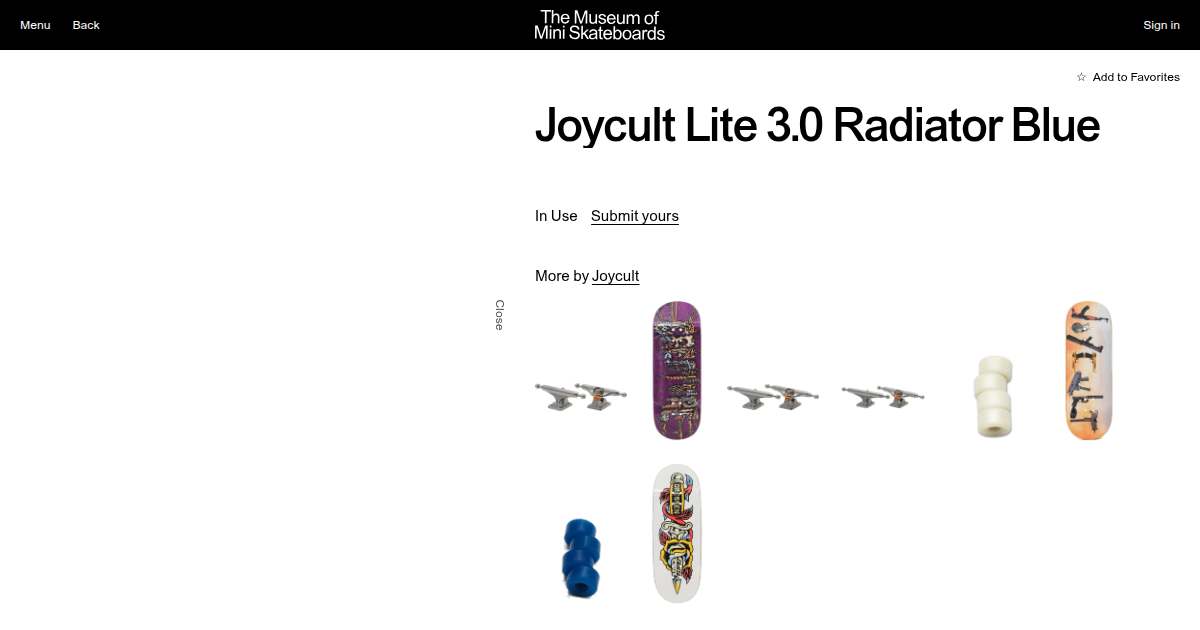 Menu
Back
The Museum of
Mini Skateboards
Sign in
☆ Add to Favorites
Joycult Lite 3.0 Radiator Blue
In Use
Submit yours
More by Joycult
Close